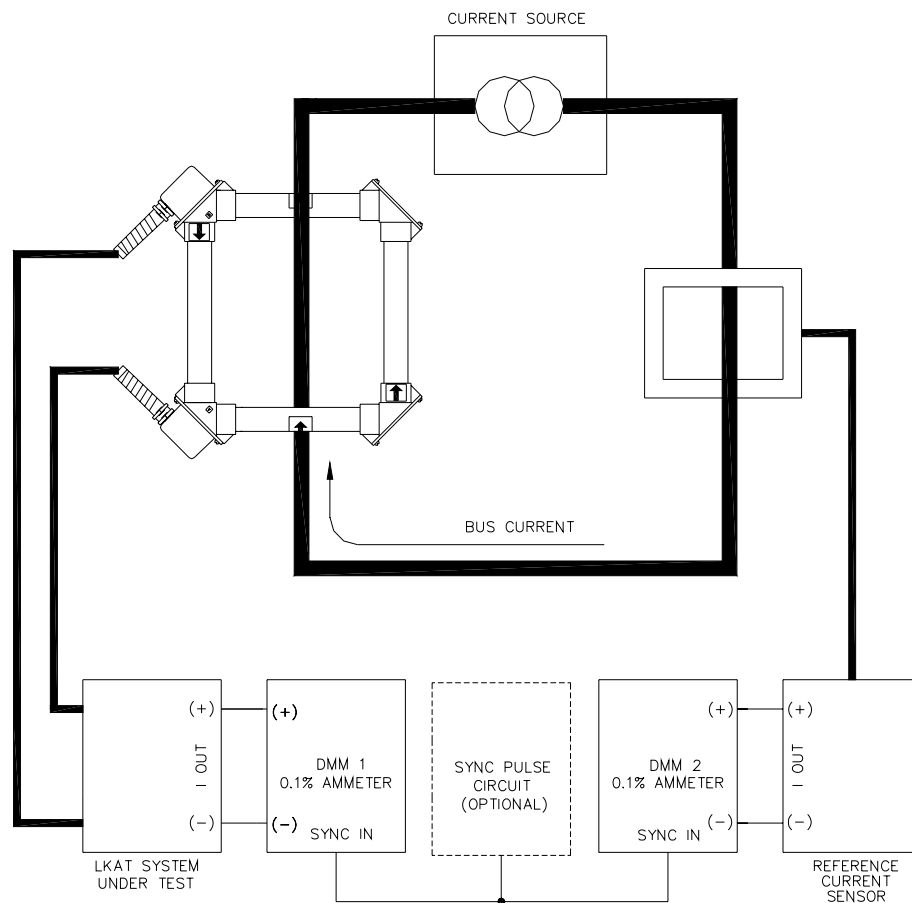 CURRENT SOURCE
BUS CURRENT
(+)
(-)
I OUT
LKAT SYSTEM
UNDER TEST
(+)
(-)
DMM 1
0.1% AMMETER
SYNC IN
SYNC PULSE
CIRCUIT
(OPTIONAL)
(+)
(-)
DMM 2
0.1% AMMETER
SYNC IN
(+)
(-)
I OUT
REFERENCE
CURRENT
SENSOR